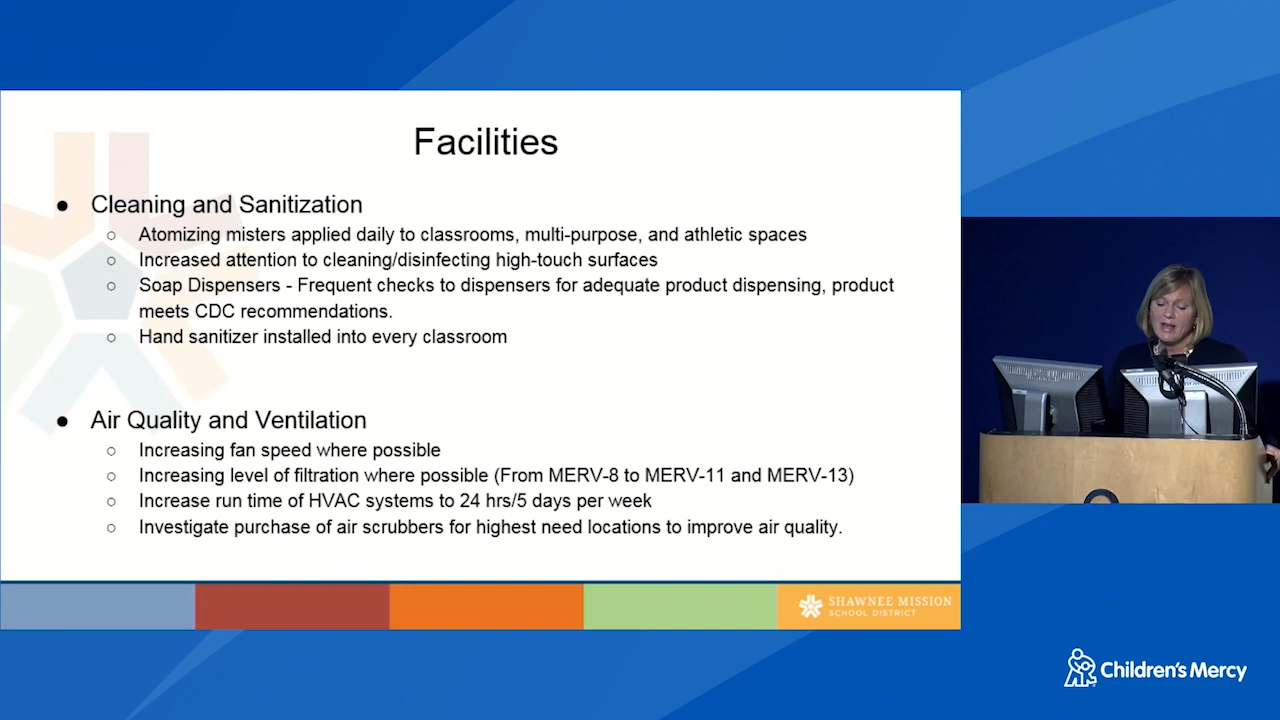 Facilities
● Cleaning and Sanitization
○ Atomizing misters applied daily to classrooms, multi-purpose, and athletic spaces
○ Increased attention to cleaning/disinfecting high-touch surfaces
○ Soap Dispensers - Frequent checks to dispensers for adequate product dispensing, product
meets CDC recommendations.
○ Hand sanitizer installed into every classroom
● Air Quality and Ventilation
○ Increasing fan speed where possible
○ Increasing level of filtration where possible (From MERV-8 to MERV-11 and MERV-13)
○ Increase run time of HVAC systems to 24 hrs/5 days per week
○ Investigate purchase of air scrubbers for highest need locations to improve air quality.
SHAWNEE MISSION
SCHOOL DISTRICT
Children's Mercy